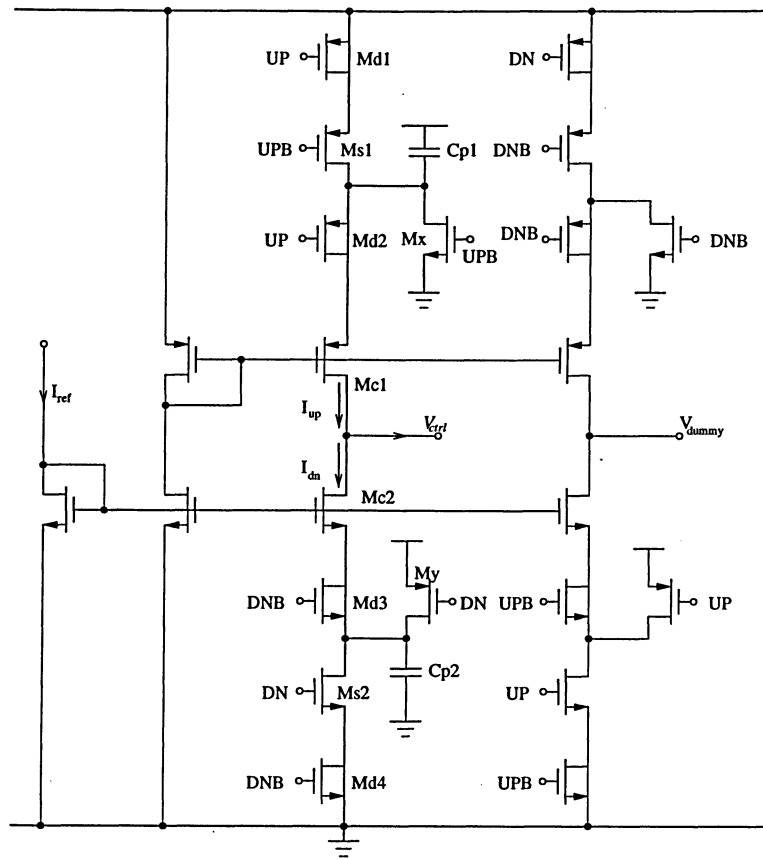 UP
Md1
DN
UPB
Ms1
Cp1
DNB
UP
Md2
Mx
UPB
DNB
DNB
Iref
Mc1
Iup
Vctrl
Vdummy
Idn
Mc2
My
DNB
Md3
DN
UPB
UP
DN
Ms2
Cp2
UP
DNB
Md4
UPB